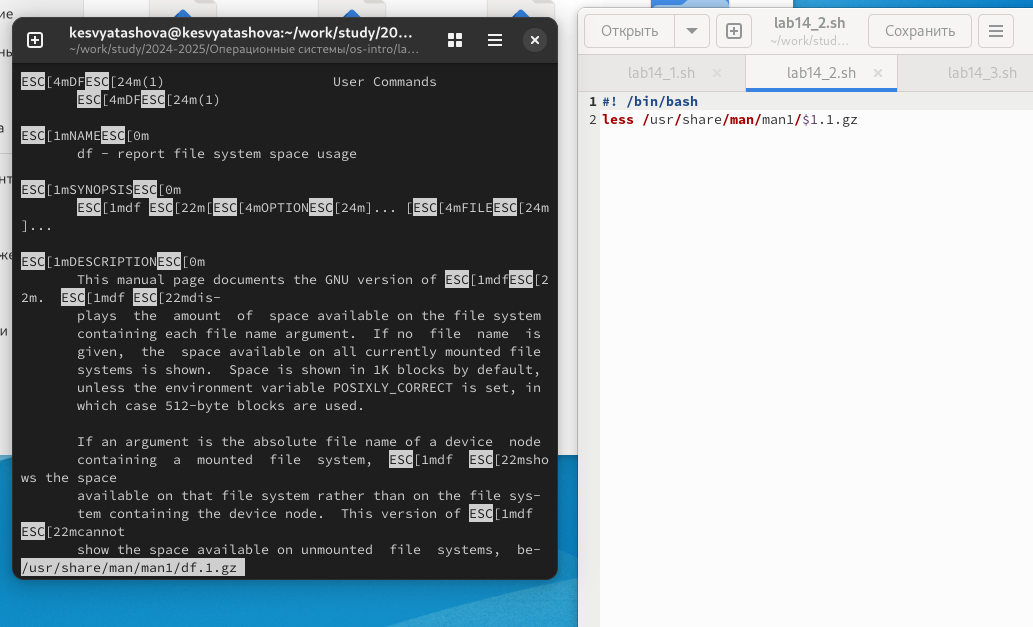 ие
нь
а
нт
же
и
kesvyatashova@kesvyatashova:~/work/study/20...
~/work/study/2024-2025/Операционные системы/os-intro/la...
ESC[4mDFESC[24m(1) User Commands
ESC[4mDFESC[24m(1)
ESC[1mNAMEESC[0m
df - report file system space usage
ESC[1mSYNOPSISESC[0m
ESC[1mdf ESC[22m[ESC[4mOPTIONESC[24m]... [ESC[4mFILEESC[24m
]...
ESC[1mDESCRIPTIONESC[0m
This manual page documents the GNU version of ESC[1mdfESC[2
2m. ESC[1mdf ESC[22mdis-
plays the amount of space available on the file system
containing each file name argument. If no file name is
given, the space available on all currently mounted file
systems is shown. Space is shown in 1K blocks by default,
unless the environment variable POSIXLY_CORRECT is set, in
which case 512-byte blocks are used.
If an argument is the absolute file name of a device node
containing a mounted file system, ESC[1mdf ESC[22msho
ws the space
available on that file system rather than on the file sys-
tem containing the device node. This version of ESC[1mdf
ESC[22mcannot
show the space available on unmounted file systems, be-
/usr/share/man/man1/df.1.gz
Открыть
lab14_2.sh
~/work/stud...
Сохранить
lab14_1.sh
lab14_2.sh
lab14_3.sh
1 #! /bin/bash
2 less /usr/share/man/man1/$1.1.gz